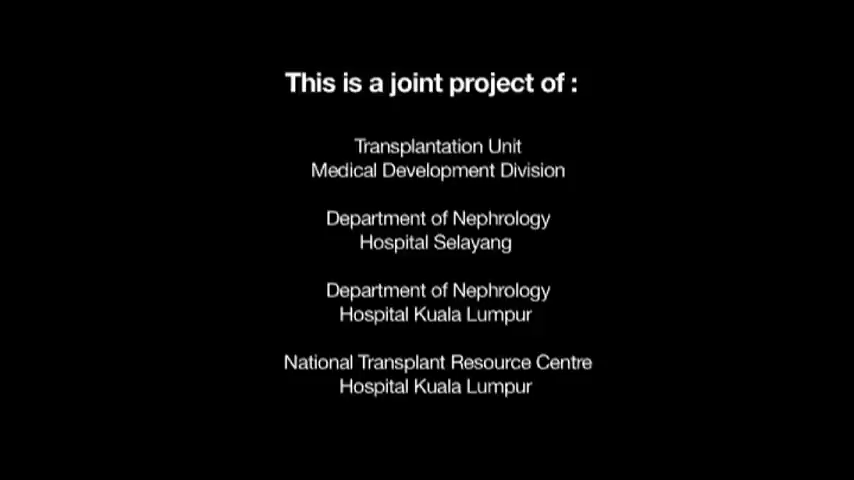 This is a joint project of :
Transplantation Unit
Medical Development Division
Department of Nephrology
Hospital Selayang
Department of Nephrology
Hospital Kuala Lumpur
National Transplant Resource Centre
Hospital Kuala Lumpur